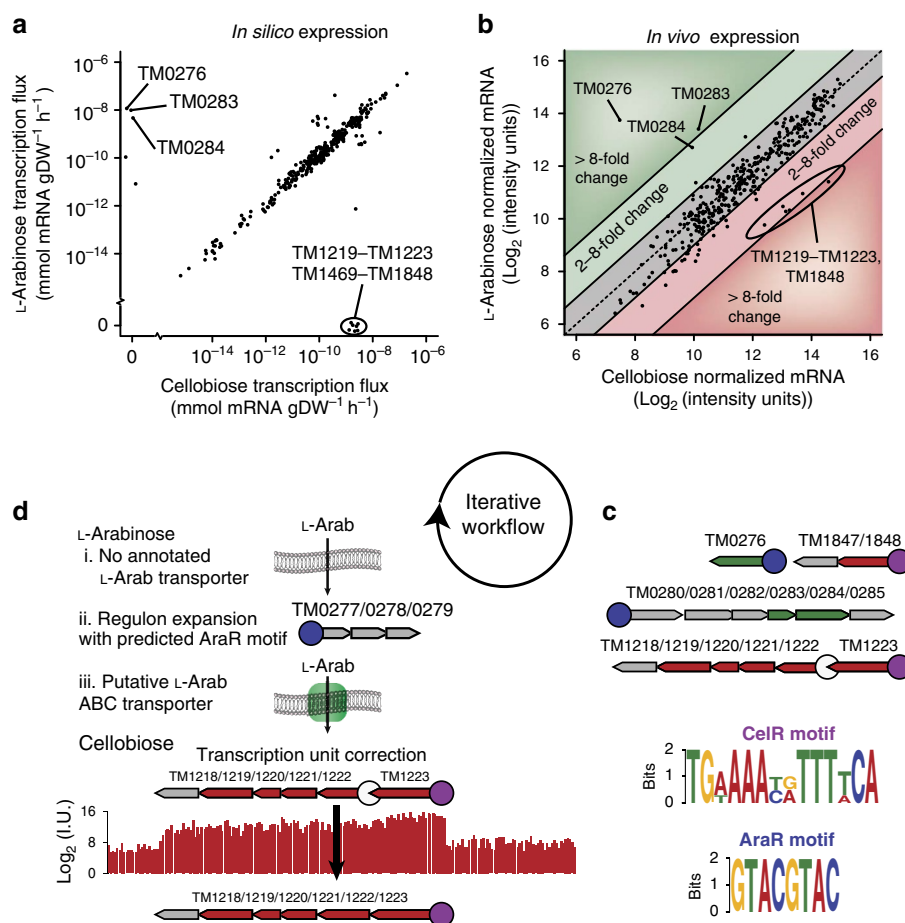 a
In silico expression
L-Arabinose transcription flux
(mmol mRNA gDW⁻¹ h⁻¹)
10⁻⁶
10⁻⁸
10⁻¹⁰
10⁻¹²
10⁻¹⁴
0
TM0276
TM0283
TM0284
TM1219–TM1223
TM1469–TM1848
0
10⁻¹⁴
10⁻¹²
10⁻¹⁰
10⁻⁸
10⁻⁶
Cellobiose transcription flux
(mmol mRNA gDW⁻¹ h⁻¹)
b
In vivo expression
L-Arabinose normalized mRNA
(Log₂ (intensity units))
16
14
12
10
8
6
TM0276
TM0283
TM0284
> 8-fold
change
2–8-fold change
2–8-fold change
TM1219–TM1223,
TM1848
> 8-fold
change
6
8
10
12
14
16
Cellobiose normalized mRNA
(Log₂ (intensity units))
Iterative
workflow
d
L-Arabinose
i. No annotated
L-Arab transporter
L-Arab
ii. Regulon expansion
with predicted AraR motif
TM0277/0278/0279
iii. Putative L-Arab
ABC transporter
L-Arab
Cellobiose
Transcription unit correction
TM1218/1219/1220/1221/1222
TM1223
Log₂ (I.U.)
16
8
0
TM1218/1219/1220/1221/1222/1223
c
TM0276
TM1847/1848
TM0280/0281/0282/0283/0284/0285
TM1218/1219/1220/1221/1222
TM1223
CelR motif
Bits
2
1
0
TGAAAATGTTTTCA
TCAA
AraR motif
Bits
2
1
0
GTACGTAC